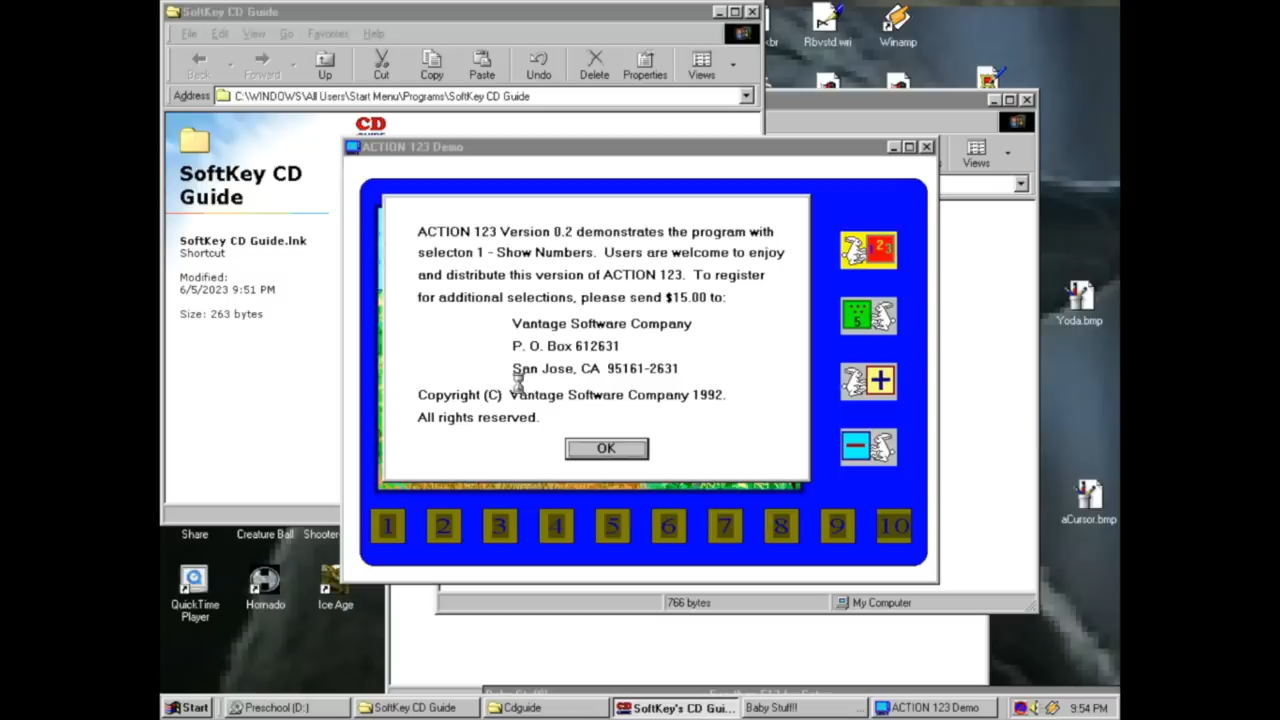 SoftKey CD Guide
File Edit View Go Favorites Help
Back Forward Up Cut Copy Paste Undo Delete Properties Views
Address C:\WINDOWS\All Users\Start Menu\Programs\SoftKey CD Guide
CD
SoftKey CD
Guide
SoftKey CD Guide.lnk
Shortcut
Modified:
6/5/2023 9:51 PM
Size: 263 bytes
Rbvstd.wri
Winamp
Views
ACTION 123 Demo
ACTION 123 Version 0.2 demonstrates the program with
selecton 1 - Show Numbers. Users are welcome to enjoy
and distribute this version of ACTION 123. To register
for additional selections, please send $15.00 to:
Vantage Software Company
P. O. Box 612631
San Jose, CA 95161-2631
Copyright (C) Vantage Software Company 1992.
All rights reserved.
OK
1 2 3
5
+
−
1 2 3 4 5 6 7 8 9 10
Yoda.bmp
aCursor.bmp
Share
Creature Ball
Shooter
QuickTime
Player
Hornado
Ice Age
766 bytes
My Computer
Baby Stuff!!
Start
Preschool (D:)
SoftKey CD Guide
Cdguide
SoftKey's CD Gui...
Baby Stuff!! ...
ACTION 123 Demo
9:54 PM